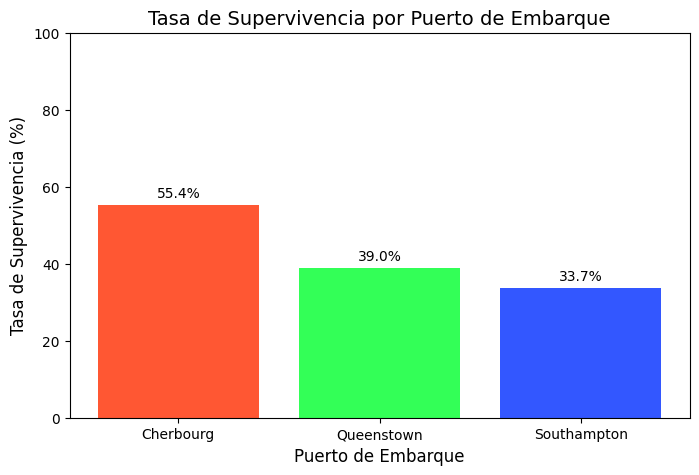 Tasa de Supervivencia por Puerto de Embarque
Tasa de Supervivencia (%)
100
80
60
40
20
0
55.4%
39.0%
33.7%
Cherbourg
Queenstown
Southampton
Puerto de Embarque